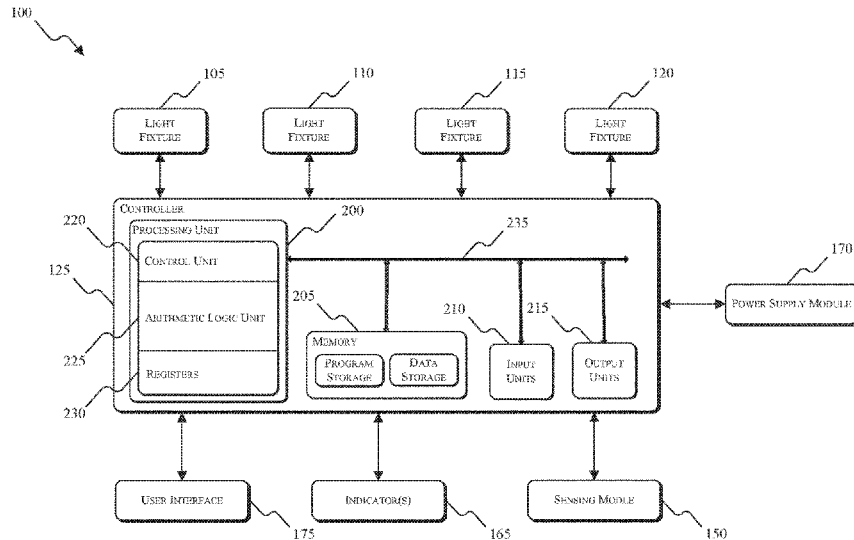 100
105
110
115
120
LIGHT
FIXTURE
LIGHT
FIXTURE
LIGHT
FIXTURE
LIGHT
FIXTURE
CONTROLLER
200
PROCESSING UNIT
220
CONTROL UNIT
235
170
125
205
210
215
POWER SUPPLY MODULE
ARITHMETIC LOGIC UNIT
225
MEMORY
PROGRAM
STORAGE
DATA
STORAGE
INPUT
UNITS
OUTPUT
UNITS
REGISTERS
230
USER INTERFACE
INDICATOR(S)
SENSING MODLE
175
165
150